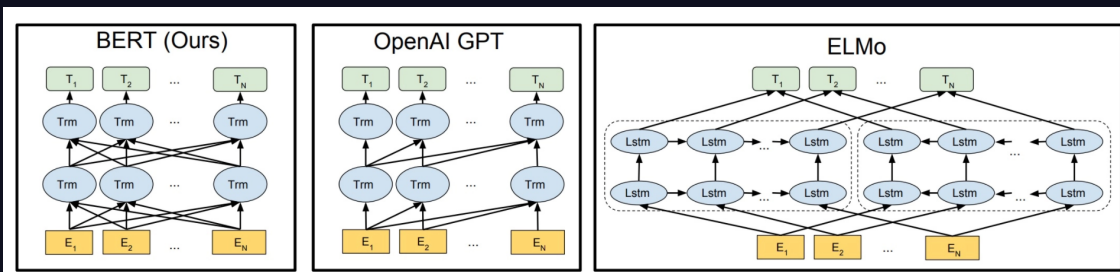 BERT (Ours)
T1 T2 ... TN
Trm Trm ... Trm
Trm Trm ... Trm
E1 E2 ... EN
OpenAI GPT
T1 T2 ... TN
Trm Trm ... Trm
Trm Trm ... Trm
E1 E2 ... EN
ELMo
T1 T2 ... TN
Lstm Lstm ... Lstm Lstm Lstm ... Lstm
Lstm Lstm ... Lstm Lstm Lstm ... Lstm
E1 E2 ... EN